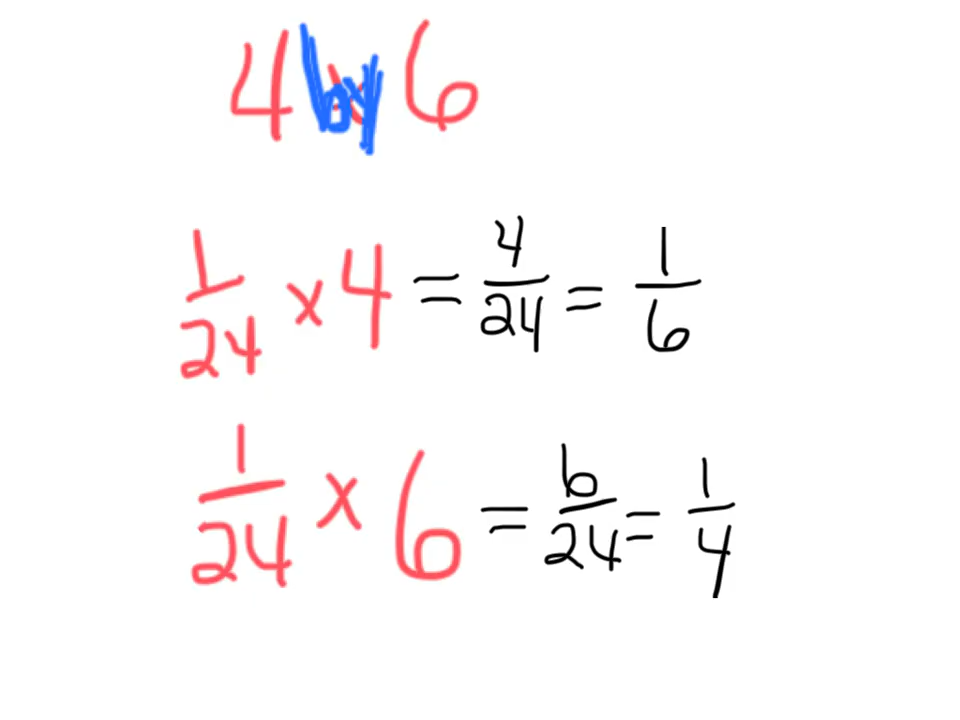 4 by 6
1/24 x 4 = 4/24 = 1/6
1/24 x 6 = 6/24 = 1/4